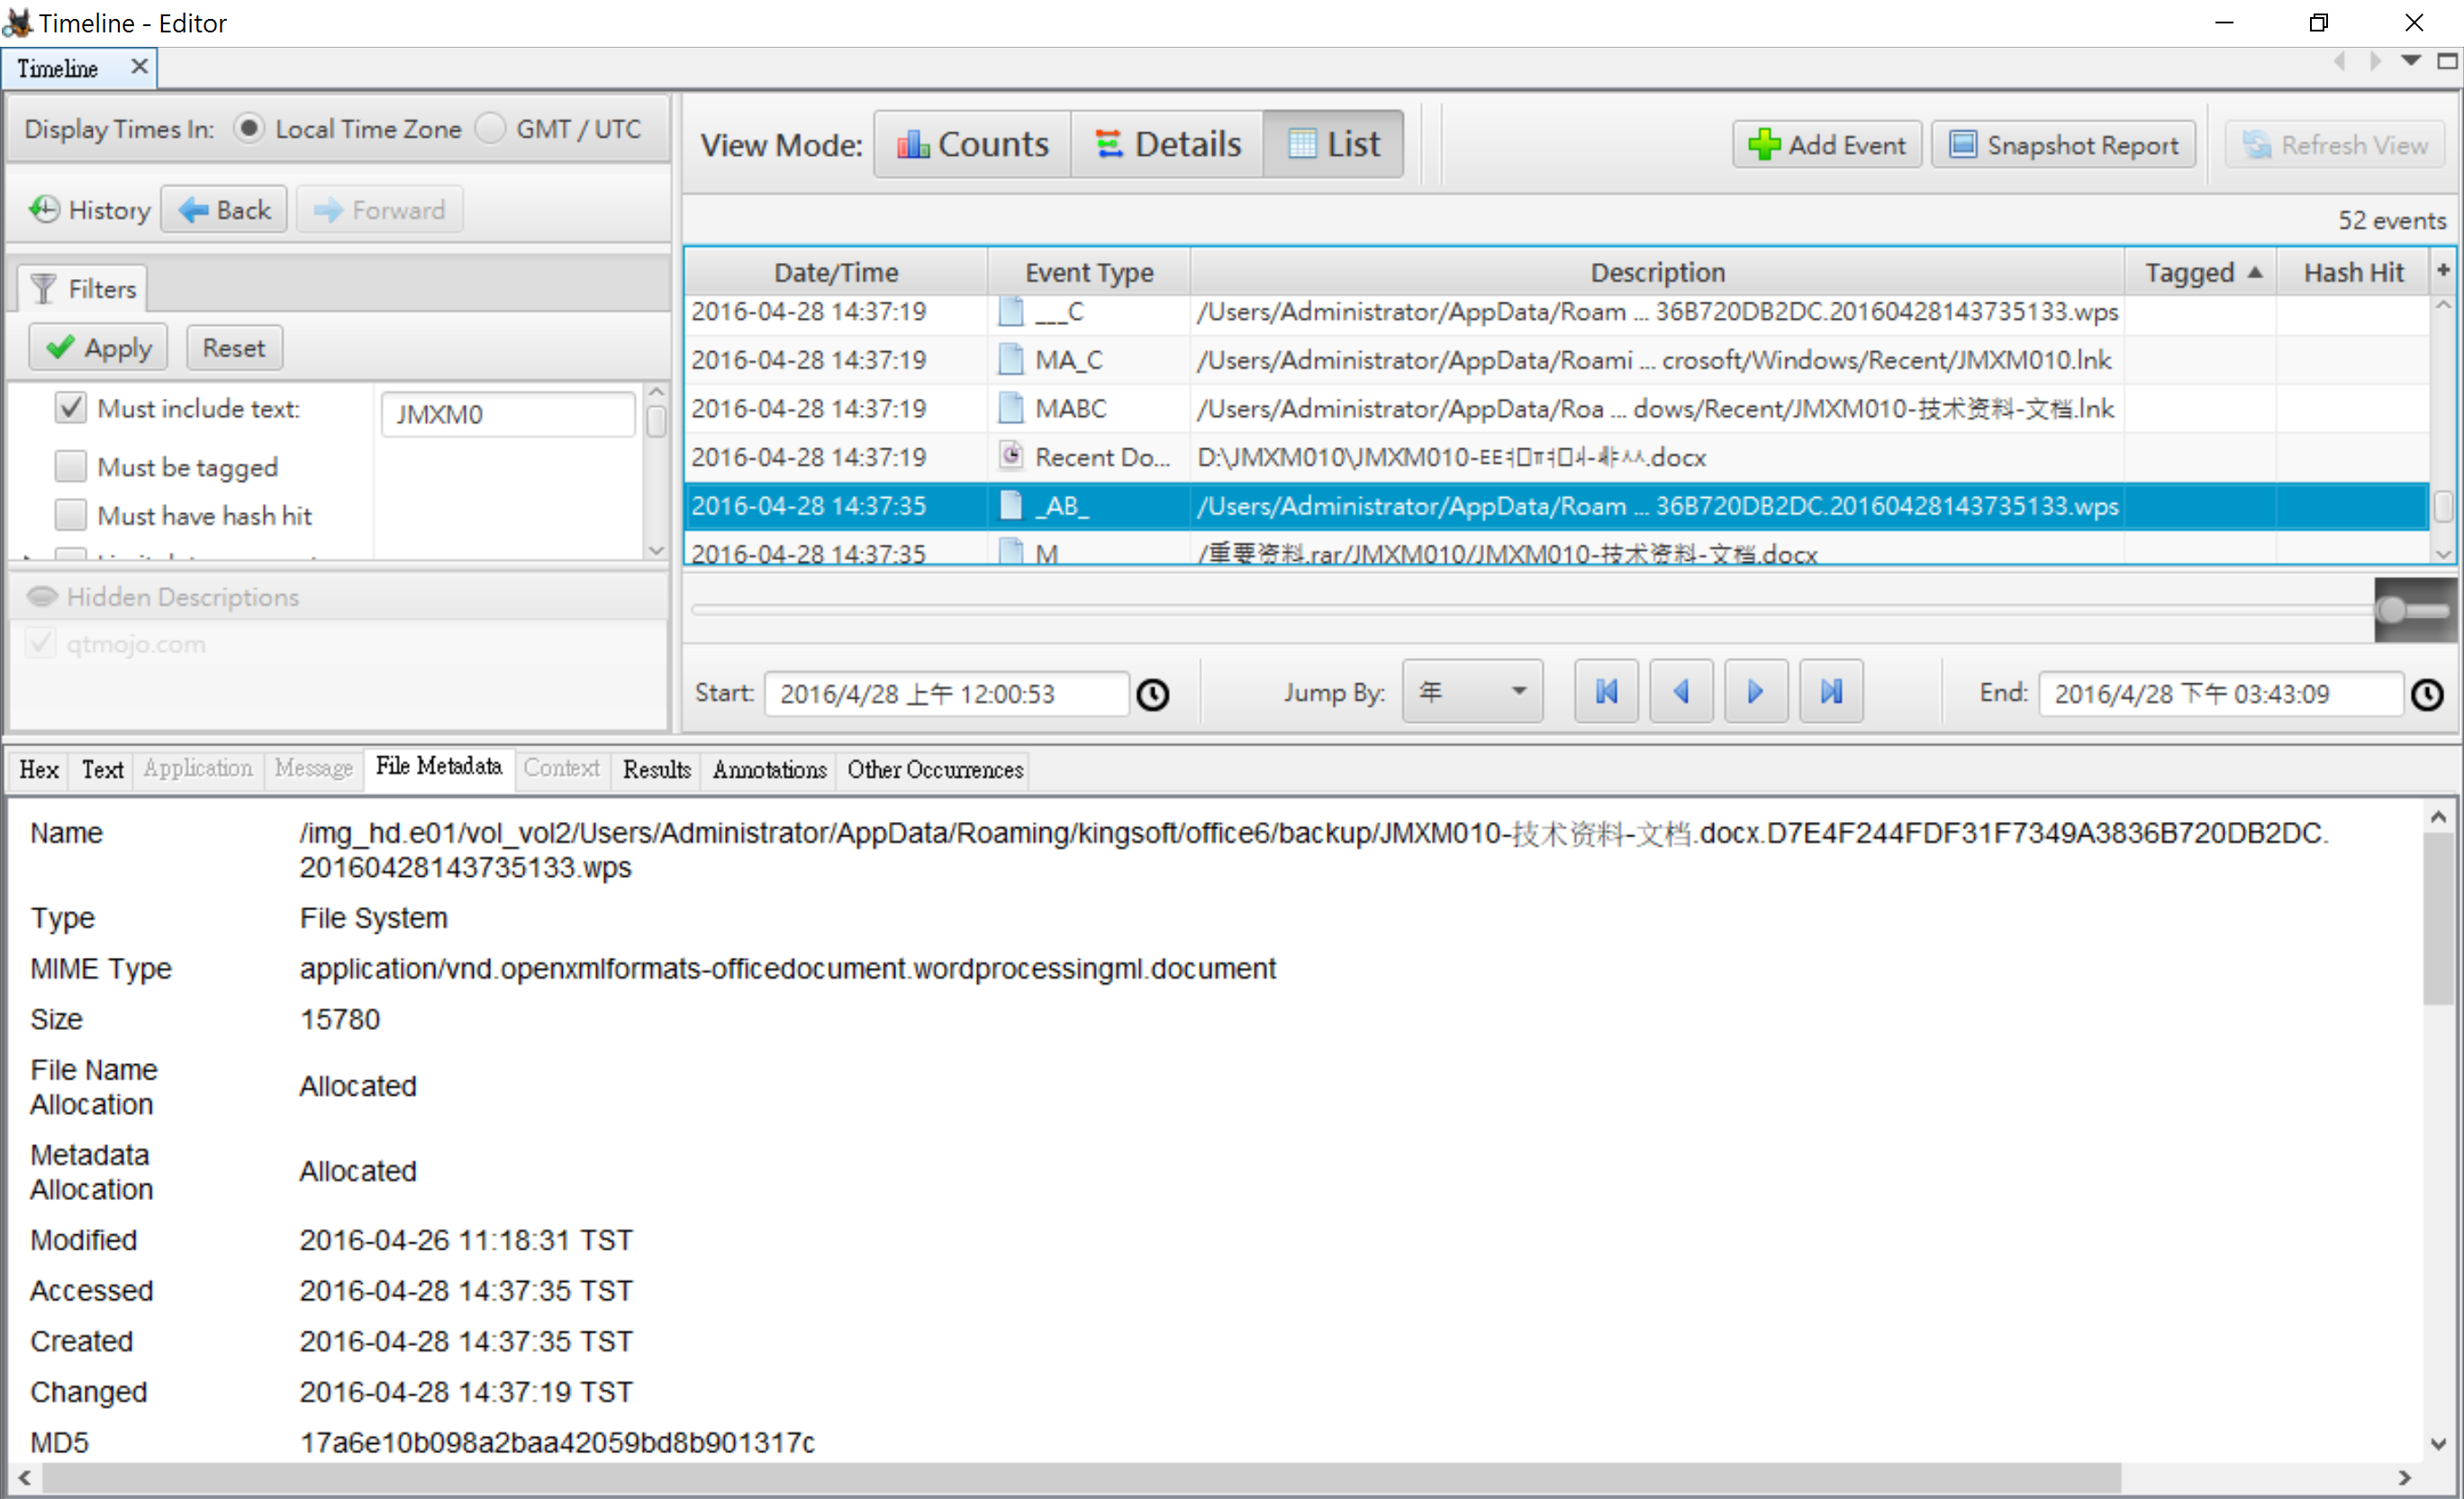 Timeline - Editor
Timeline
Display Times In: Local Time Zone GMT / UTC
View Mode: Counts Details List
Add Event Snapshot Report Refresh View
History Back Forward
52 events
Filters
Date/Time Event Type Description Tagged Hash Hit
Apply Reset
2016-04-28 14:37:19 ___C /Users/Administrator/AppData/Roam ... 36B720DB2DC.20160428143735133.wps
2016-04-28 14:37:19 MA_C /Users/Administrator/AppData/Roami ... crosoft/Windows/Recent/JMXM010.lnk
Must include text: JMXM0
2016-04-28 14:37:19 MABC /Users/Administrator/AppData/Roa ... dows/Recent/JMXM010-技术资料-文档.lnk
Must be tagged
2016-04-28 14:37:19 Recent Do... D:\JMXM010\JMXM010-.docx
Must have hash hit
2016-04-28 14:37:35 _AB_ /Users/Administrator/AppData/Roam ... 36B720DB2DC.20160428143735133.wps
2016-04-28 14:37:35 M /重要资料.rar/JMXM010/JMXM010-技术资料-文档.docx
Hidden Descriptions
qtmojo.com
Start: 2016/4/28 上午 12:00:53 Jump By: 年 End: 2016/4/28 下午 03:43:09
Hex Text Application Message File Metadata Context Results Annotations Other Occurrences
Name /img_hd.e01/vol_vol2/Users/Administrator/AppData/Roaming/kingsoft/office6/backup/JMXM010-技术资料-文档.docx.D7E4F244FDF31F7349A3836B720DB2DC.
20160428143735133.wps
Type File System
MIME Type application/vnd.openxmlformats-officedocument.wordprocessingml.document
Size 15780
File Name
Allocation Allocated
Metadata
Allocation Allocated
Modified 2016-04-26 11:18:31 TST
Accessed 2016-04-28 14:37:35 TST
Created 2016-04-28 14:37:35 TST
Changed 2016-04-28 14:37:19 TST
MD5 17a6e10b098a2baa42059bd8b901317c